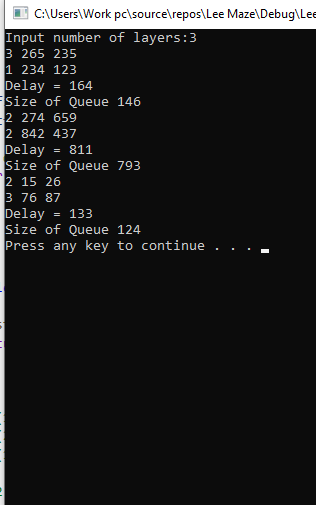 C:\Users\Work pc\source\repos\Lee Maze\Debug\Lee
Input number of layers:3
3 265 235
1 234 123
Delay = 164
Size of Queue 146
2 274 659
2 842 437
Delay = 811
Size of Queue 793
2 15 26
3 76 87
Delay = 133
Size of Queue 124
Press any key to continue . . .